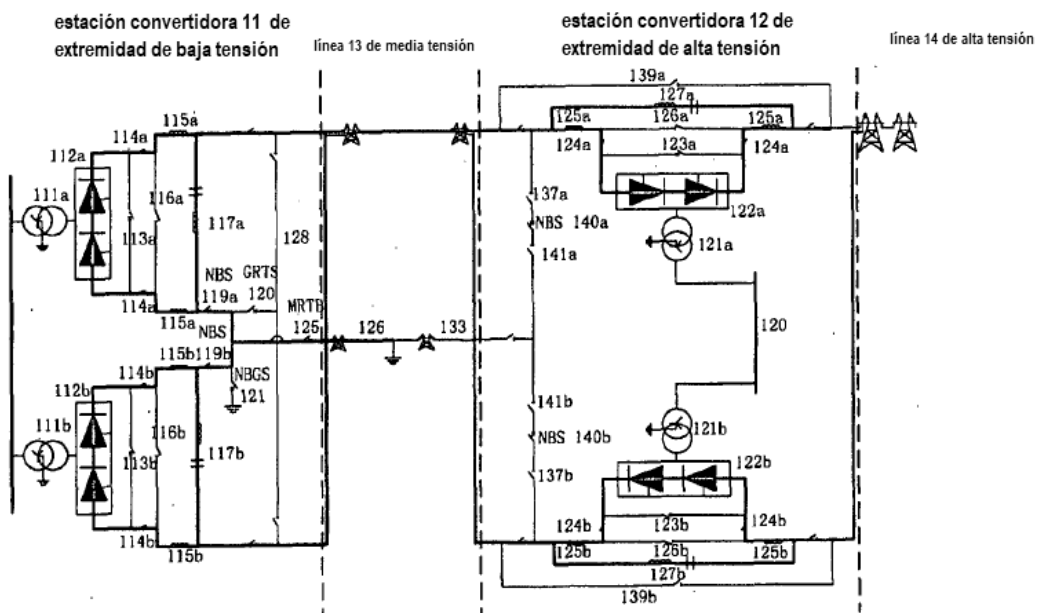 estación convertidora 11 de
extremidad de baja tensión
línea 13 de media tensión
estación convertidora 12 de
extremidad de alta tensión
línea 14 de alta tensión
139a
127a
115a
125a
126a
125a
114a
124a
123a
124a
112a
111a
116a
113a
117a
128
137a
NBS 140a
141a
122a
121a
NBS
GRTS
119a
120
114a
115a
MRTB
NBS
125
126
133
120
115b
119b
NBGS
121
114b
112b
111b
116b
113b
117b
141b
NBS 140b
137b
121b
122b
124b
123b
124b
114b
115b
125b
126b
125b
127b
139b